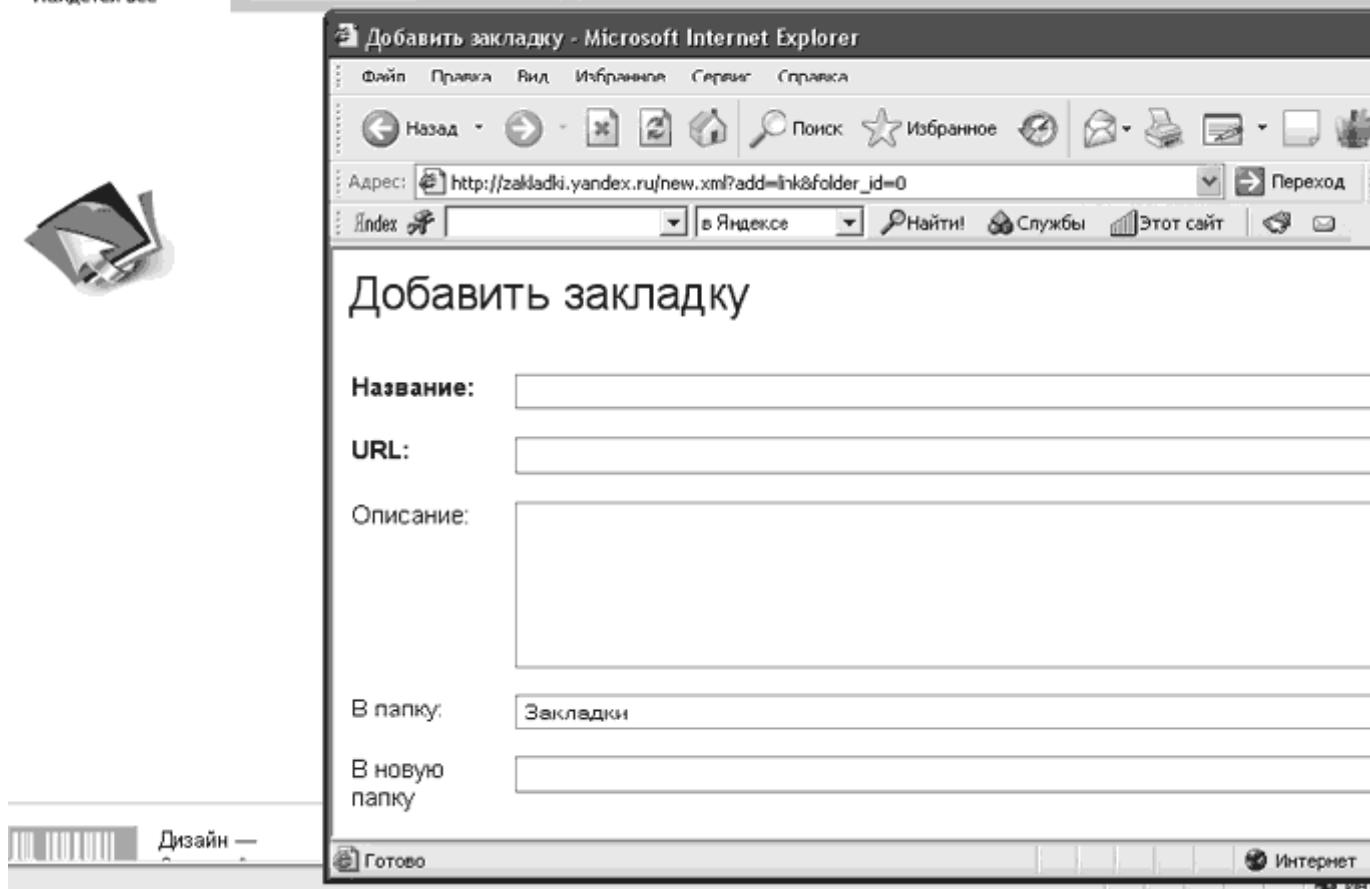 Добавить закладку - Microsoft Internet Explorer
Файл Правка Вид Избранное Сервис Справка
Назад Поиск Избранное
Адрес: http://zakladki.yandex.ru/new.xml?add=link&folder_id=0 Переход
Яndex в Яндексе Найти! Службы Этот сайт
Добавить закладку
Название:
URL:
Описание:
В папку: Закладки
В новую
папку
Дизайн —
Готово Интернет